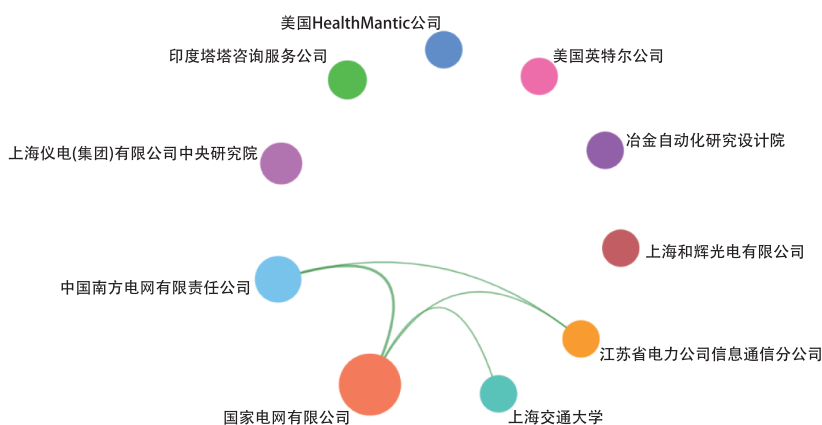 美国HealthMantic公司
印度塔塔咨询服务公司
美国英特尔公司
冶金自动化研究设计院
上海仪电(集团)有限公司中央研究院
上海和辉光电有限公司
中国南方电网有限责任公司
江苏省电力公司信息通信分公司
国家电网有限公司
上海交通大学